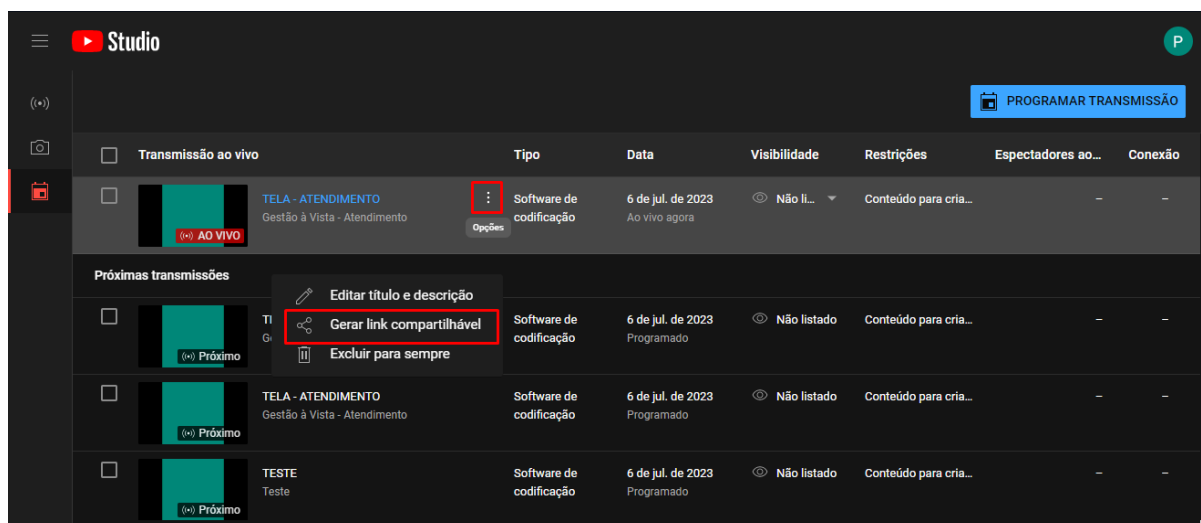 Studio
P
PROGRAMAR TRANSMISSÃO
Transmissão ao vivo Tipo Data Visibilidade Restrições Espectadores ao... Conexão
TELA - ATENDIMENTO Software de 6 de jul. de 2023 Não li... Conteúdo para cria... – –
Gestão à Vista - Atendimento codificação Ao vivo agora
Opções
AO VIVO
Próximas transmissões
Editar título e descrição
Gerar link compartilhável
Excluir para sempre
Software de 6 de jul. de 2023 Não listado Conteúdo para cria... – –
codificação Programado
Próximo
TELA - ATENDIMENTO Software de 6 de jul. de 2023 Não listado Conteúdo para cria... – –
Gestão à Vista - Atendimento codificação Programado
Próximo
TESTE Software de 6 de jul. de 2023 Não listado Conteúdo para cria... – –
Teste codificação Programado
Próximo